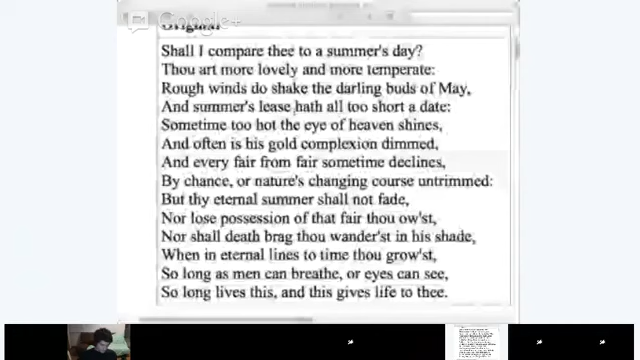 Google+
Original
Shall I compare thee to a summer's day?
Thou art more lovely and more temperate:
Rough winds do shake the darling buds of May,
And summer's lease hath all too short a date:
Sometime too hot the eye of heaven shines,
And often is his gold complexion dimmed,
And every fair from fair sometime declines,
By chance, or nature's changing course untrimmed:
But thy eternal summer shall not fade,
Nor lose possession of that fair thou ow'st,
Nor shall death brag thou wander'st in his shade,
When in eternal lines to time thou grow'st,
So long as men can breathe, or eyes can see,
So long lives this, and this gives life to thee.